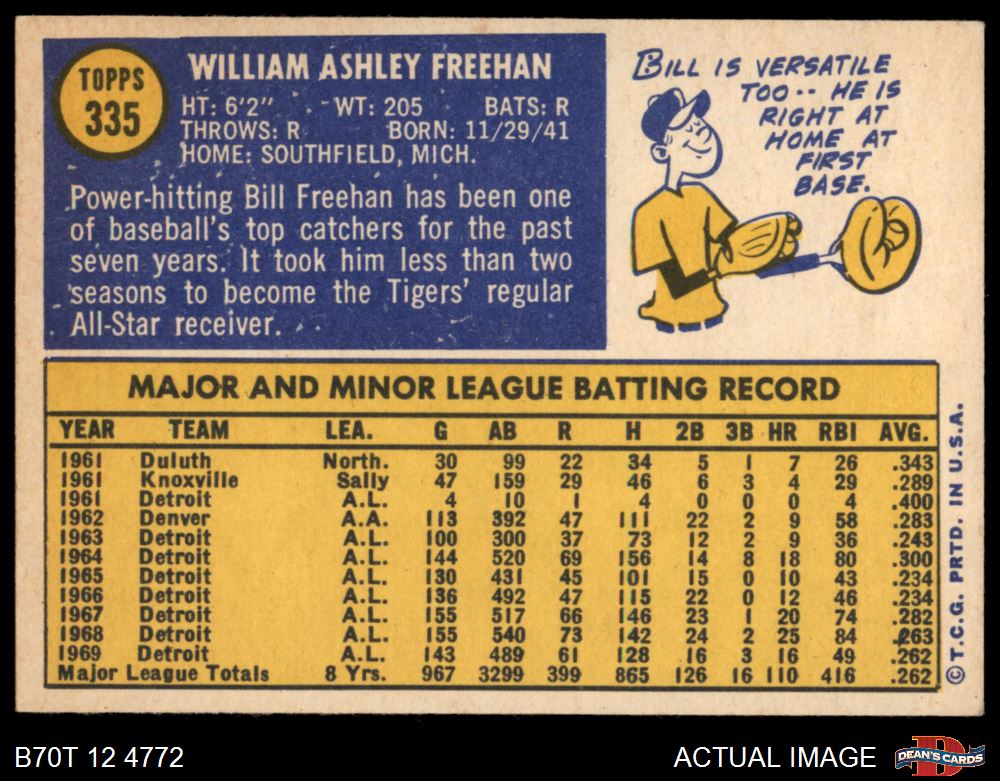 TOPPS
335
WILLIAM ASHLEY FREEHAN
HT: 6'2" WT: 205 BATS: R
THROWS: R BORN: 11/29/41
HOME: SOUTHFIELD, MICH.
Power-hitting Bill Freehan has been one
of baseball's top catchers for the past
seven years. It took him less than two
seasons to become the Tigers' regular
All-Star receiver.
BILL IS VERSATILE
TOO-- HE IS
RIGHT AT
HOME AT
FIRST
BASE.
MAJOR AND MINOR LEAGUE BATTING RECORD
YEAR TEAM LEA. G AB R H 2B 3B HR RBI AVG.
1961 Duluth North. 30 99 22 34 5 1 7 26 .343
1961 Knoxville Sally 47 159 29 46 6 3 4 29 .289
1961 Detroit A.L. 4 10 1 4 0 0 0 4 .400
1962 Denver A.A. 113 392 47 111 22 2 9 58 .283
1963 Detroit A.L. 100 300 37 73 12 2 9 36 .243
1964 Detroit A.L. 144 520 69 156 14 8 18 80 .300
1965 Detroit A.L. 130 431 45 101 15 0 10 43 .234
1966 Detroit A.L. 136 492 47 115 22 0 12 46 .234
1967 Detroit A.L. 155 517 66 146 23 1 20 74 .282
1968 Detroit A.L. 155 540 73 142 24 2 25 84 .263
1969 Detroit A.L. 143 489 61 128 16 3 16 49 .262
Major League Totals 8 Yrs. 967 3299 399 865 126 16 110 416 .262
© T.C.G. PRTD. IN U.S.A.
B70T 12 4772
ACTUAL IMAGE
D
DEAN'S CARDS